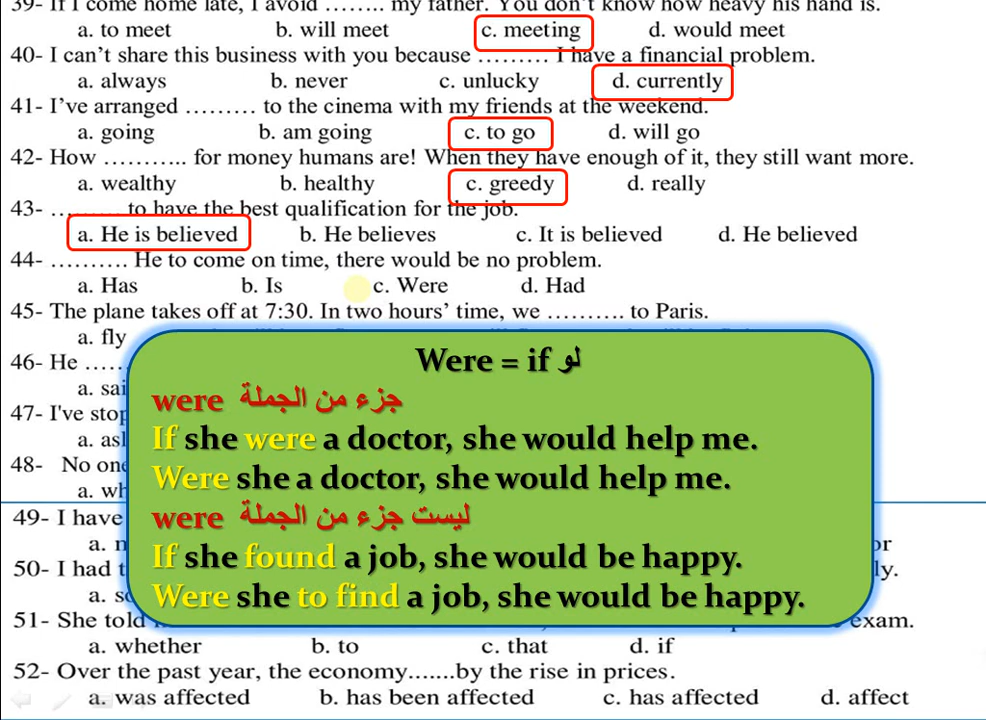 39- If I come home late, I avoid …….. my father. You don't know how heavy his hand is.
a. to meet b. will meet c. meeting d. would meet
40- I can't share this business with you because ……… I have a financial problem.
a. always b. never c. unlucky d. currently
41- I've arranged ……… to the cinema with my friends at the weekend.
a. going b. am going c. to go d. will go
42- How ……….. for money humans are! When they have enough of it, they still want more.
a. wealthy b. healthy c. greedy d. really
43- ……… to have the best qualification for the job.
a. He is believed b. He believes c. It is believed d. He believed
44- ………. He to come on time, there would be no problem.
a. Has b. Is c. Were d. Had
45- The plane takes off at 7:30. In two hours' time, we ………. to Paris.
a. fly
46- He …..
a. sai
47- I've stop
a. asl
48- No one
a. wh
Were = if لو
were جزء من الجملة
If she were a doctor, she would help me.
Were she a doctor, she would help me.
were ليست جزء من الجملة
If she found a job, she would be happy.
Were she to find a job, she would be happy.
49- I have
a. n or
50- I had t ly.
a. so
51- She told exam.
a. whether b. to c. that d. if
52- Over the past year, the economy…….by the rise in prices.
a. was affected b. has been affected c. has affected d. affect